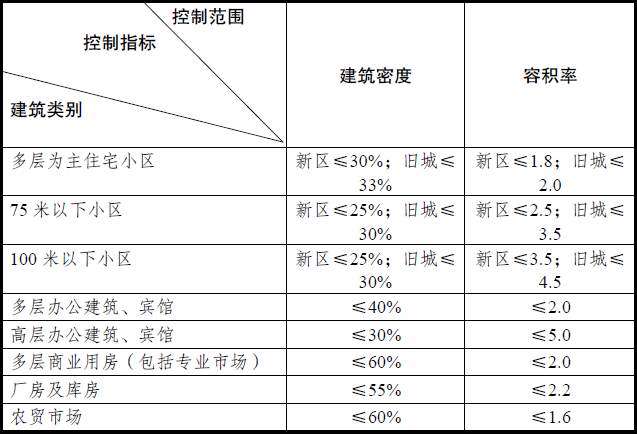 控制范围
控制指标
建筑类别
建筑密度
容积率
多层为主住宅小区
新区≤30%；旧城≤
33%
新区≤1.8；旧城≤
2.0
75 米以下小区
新区≤25%；旧城≤
30%
新区≤2.5；旧城≤
3.5
100 米以下小区
新区≤25%；旧城≤
30%
新区≤3.5；旧城≤
4.5
多层办公建筑、宾馆
≤40%
≤2.0
高层办公建筑、宾馆
≤30%
≤5.0
多层商业用房（包括专业市场）
≤60%
≤2.0
厂房及库房
≤55%
≤2.2
农贸市场
≤60%
≤1.6